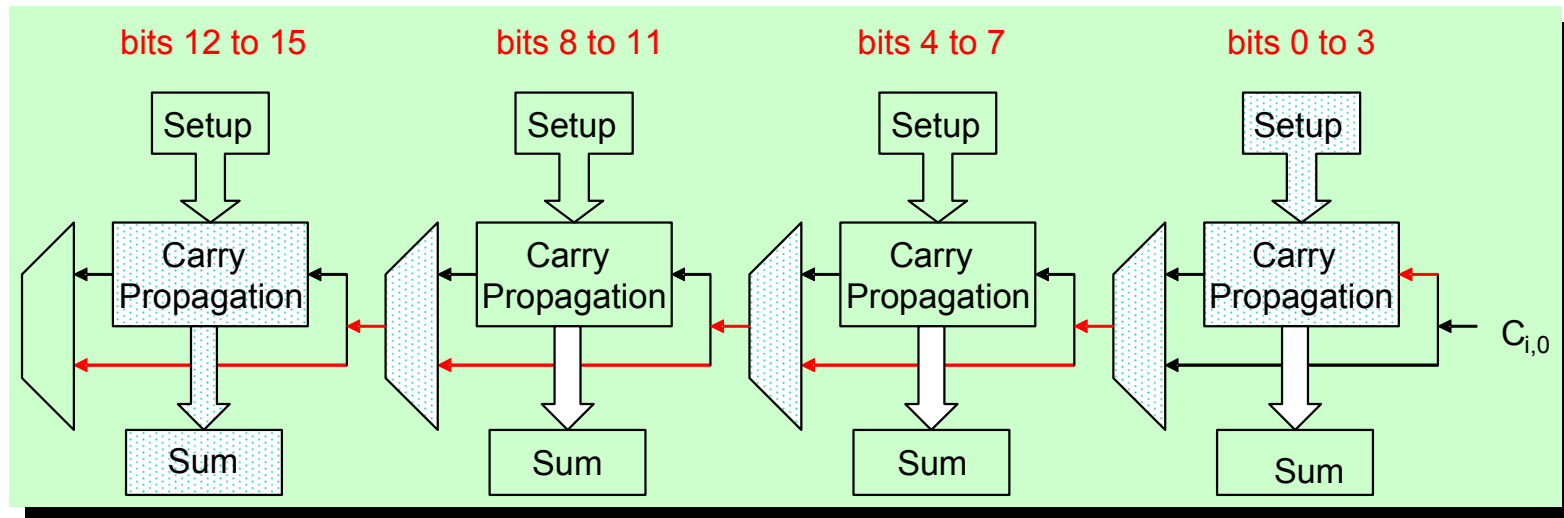 bits 12 to 15
bits 8 to 11
bits 4 to 7
bits 0 to 3
Setup
Setup
Setup
Setup
Carry
Propagation
Carry
Propagation
Carry
Propagation
Carry
Propagation
Ci,0
Sum
Sum
Sum
Sum